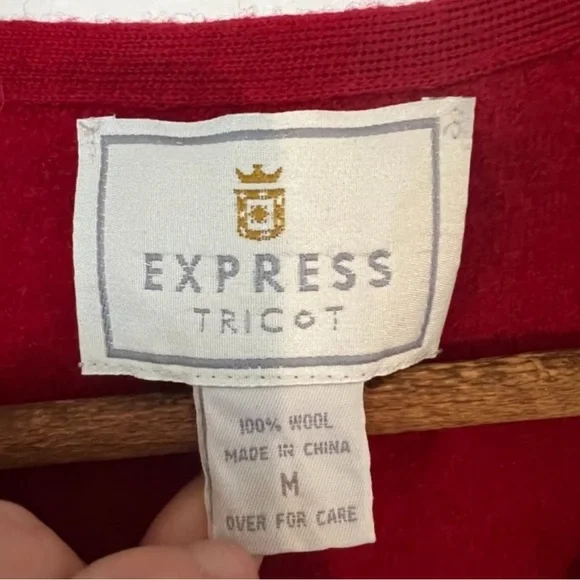 EXPRESS
TRICOT
100% WOOL
MADE IN CHINA
M
OVER FOR CARE